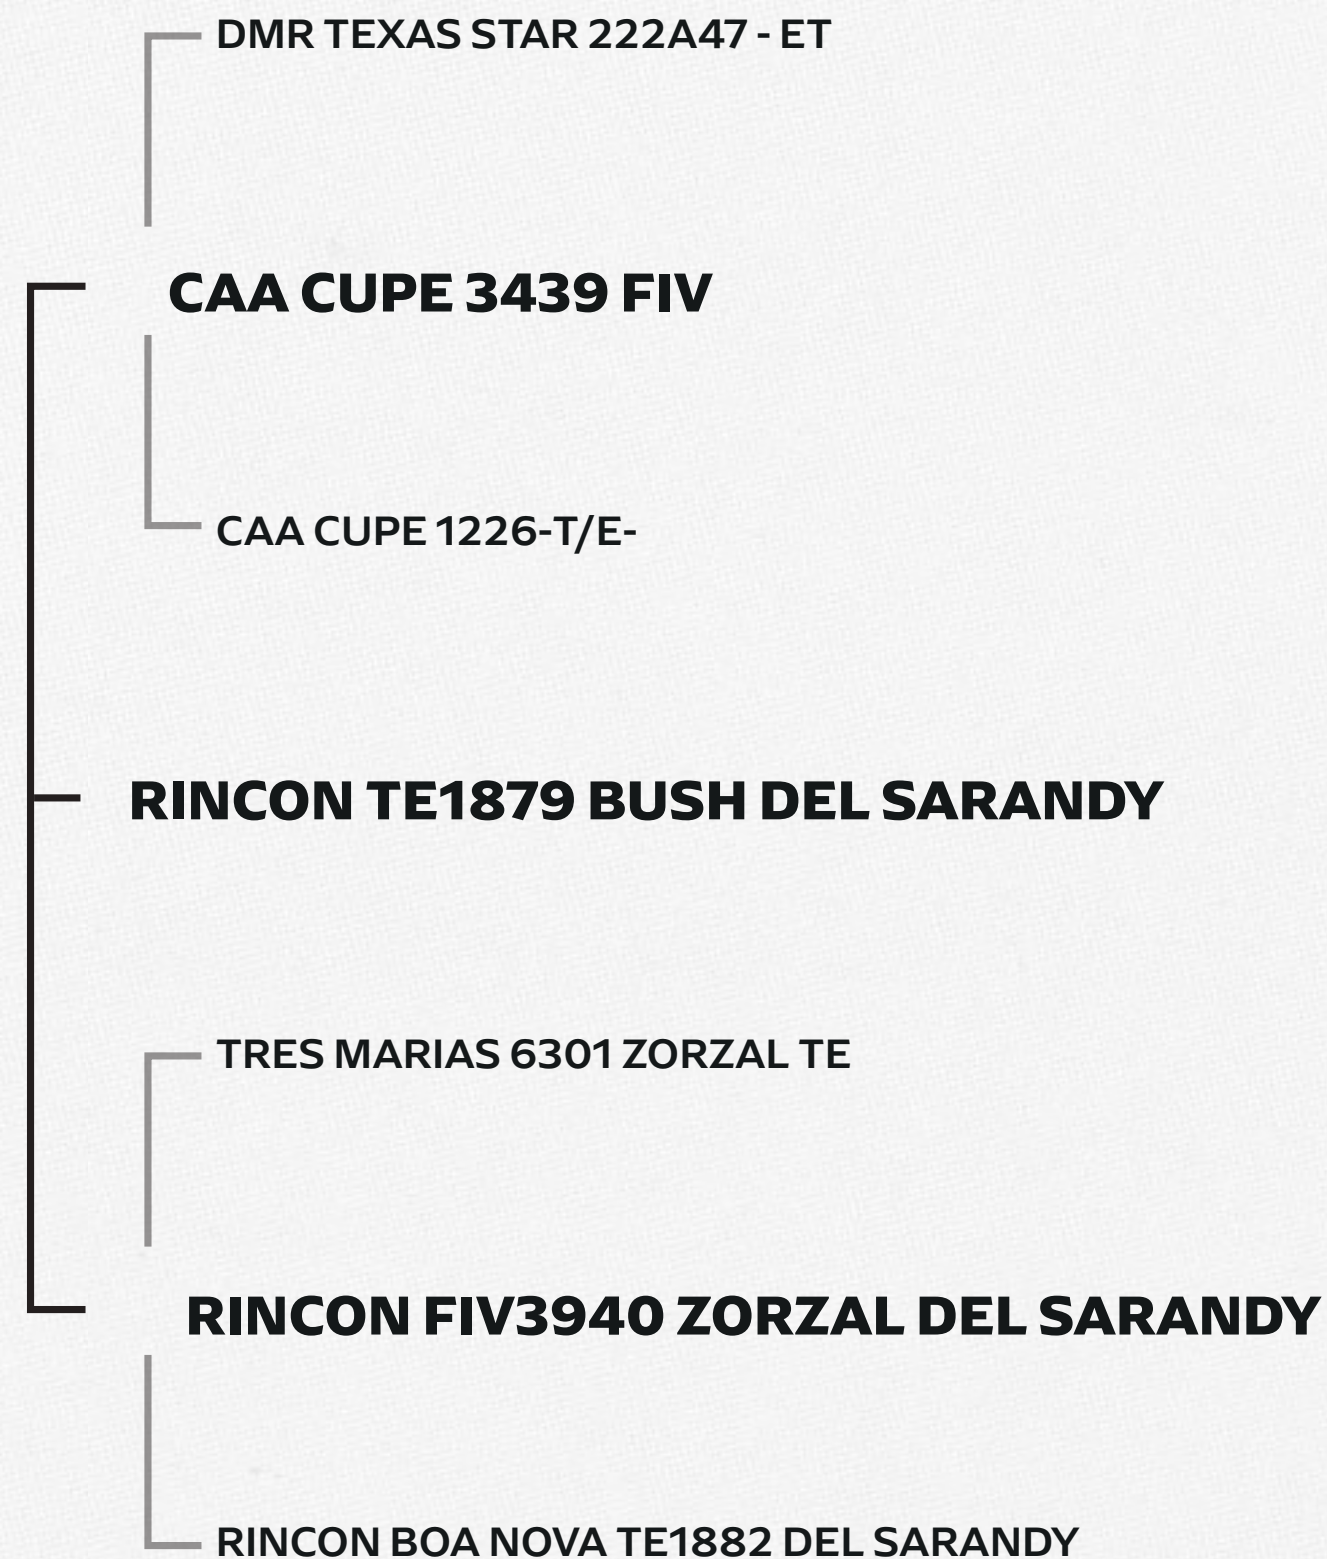 DMR TEXAS STAR 222A47 - ET
CAA CUPE 3439 FIV
CAA CUPE 1226-T/E-
RINCON TE1879 BUSH DEL SARANDY
TRES MARIAS 6301 ZORZAL TE
RINCON FIV3940 ZORZAL DEL SARANDY
RINCON BOA NOVA TE1882 DEL SARANDY